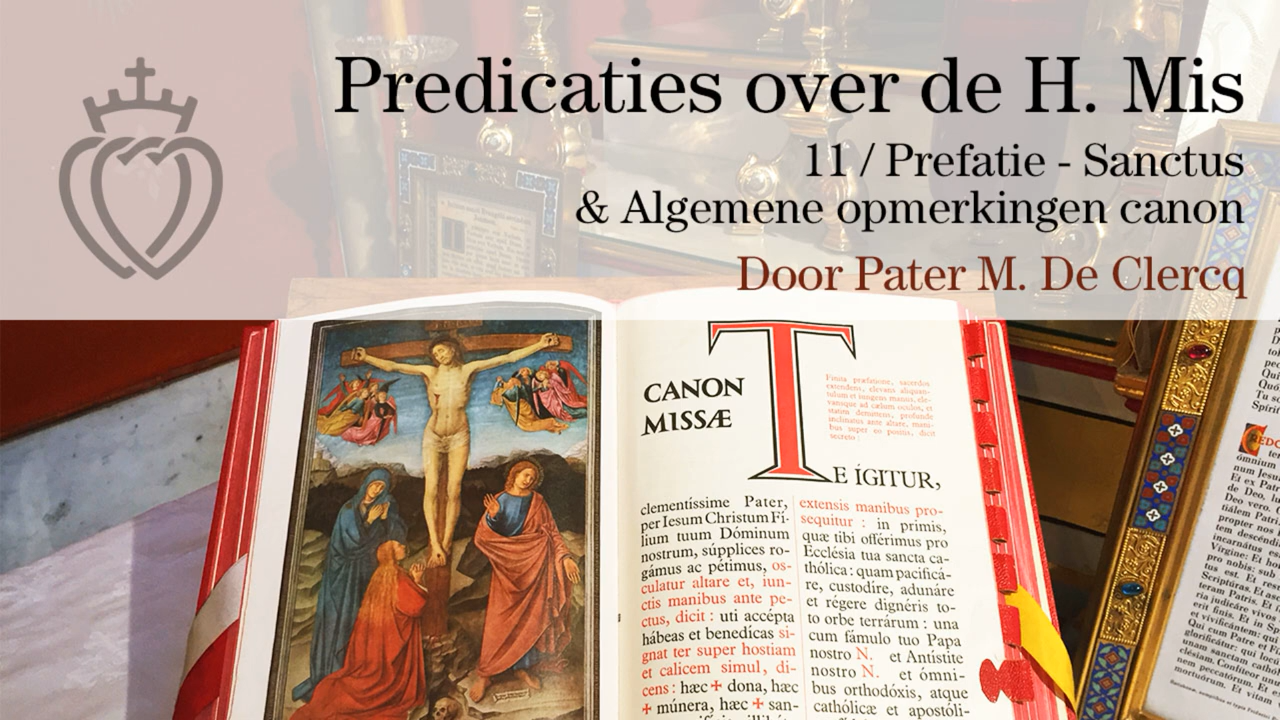 Predicaties over de H. Mis
11 / Prefatie - Sanctus
& Algemene opmerkingen canon
Door Pater M. De Clercq
CANON
MISSÆ
Finita præfatione, sacerdos
extendens, elevans aliquan-
tulum et iungens manus, ele-
vansque ad cælum oculos, et
statim demittens, profunde
inclinatus ante altare, mani-
bus super eo positis, dicit
secreto :
TE ÍGITUR,
clementíssime Pater,
per Iesum Christum Fí-
lium tuum Dóminum
nostrum, súpplices ro-
gámus ac pétimus, os-
culatur altare et, iun-
ctis manibus ante pe-
ctus, dicit : uti accépta
hábeas et benedícas si-
gnat ter super hostiam
et calicem simul, di-
cens : hæc ✠ dona, hæc
✠ múnera, hæc ✠ san-
extensis manibus pro-
sequitur : in primis,
quæ tibi offérimus pro
Ecclésia tua sancta ca-
thólica : quam pacificá-
re, custodíre, adunáre
et régere dignéris to-
to orbe terrárum : una
cum fámulo tuo Papa
nostro N. et Antístite
nostro N. et ómni-
bus orthodóxis, atque
cathólicæ et apostóli-
CREDO